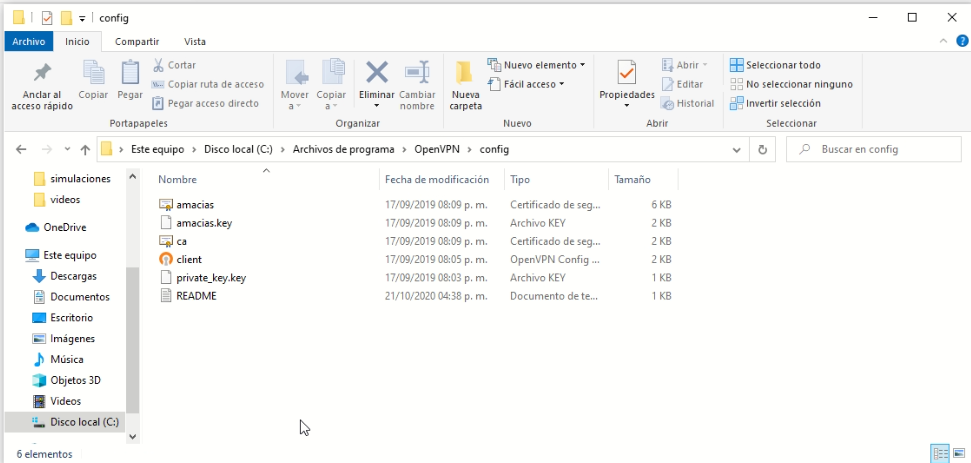 config
Archivo Inicio Compartir Vista
Anclar al acceso rápido
Copiar
Pegar
Cortar
Copiar ruta de acceso
Pegar acceso directo
Portapapeles
Mover a
Copiar a
Eliminar
Cambiar nombre
Organizar
Nueva carpeta
Nuevo elemento
Fácil acceso
Nuevo
Propiedades
Abrir
Editar
Historial
Abrir
Seleccionar todo
No seleccionar ninguno
Invertir selección
Seleccionar
Este equipo > Disco local (C:) > Archivos de programa > OpenVPN > config
Buscar en config
simulaciones
videos
OneDrive
Este equipo
Descargas
Documentos
Escritorio
Imágenes
Música
Objetos 3D
Videos
Disco local (C:)
Nombre Fecha de modificación Tipo Tamaño
amacias 17/09/2019 08:09 p. m. Certificado de seg... 6 KB
amacias.key 17/09/2019 08:09 p. m. Archivo KEY 2 KB
ca 17/09/2019 08:09 p. m. Certificado de seg... 2 KB
client 17/09/2019 08:05 p. m. OpenVPN Config ... 2 KB
private_key.key 17/09/2019 08:03 p. m. Archivo KEY 1 KB
README 21/10/2020 04:38 p. m. Documento de te... 1 KB
6 elementos